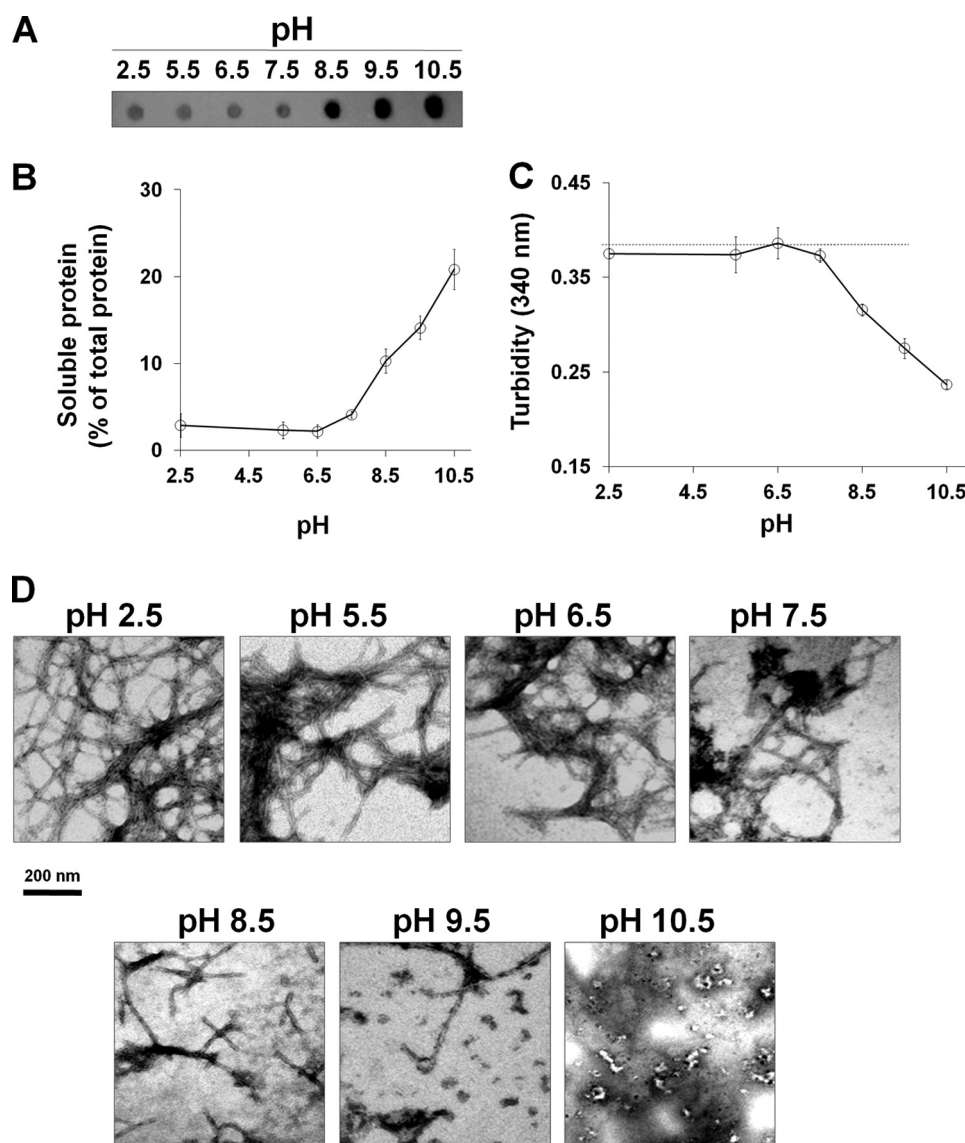 A
pH
2.5 5.5 6.5 7.5 8.5 9.5 10.5
B
Soluble protein
(% of total protein)
30
20
10
0
2.5 4.5 6.5 8.5 10.5
pH
C
Turbidity (340 nm)
0.45
0.35
0.25
0.15
2.5 4.5 6.5 8.5 10.5
pH
D
pH 2.5 pH 5.5 pH 6.5 pH 7.5
200 nm
pH 8.5 pH 9.5 pH 10.5